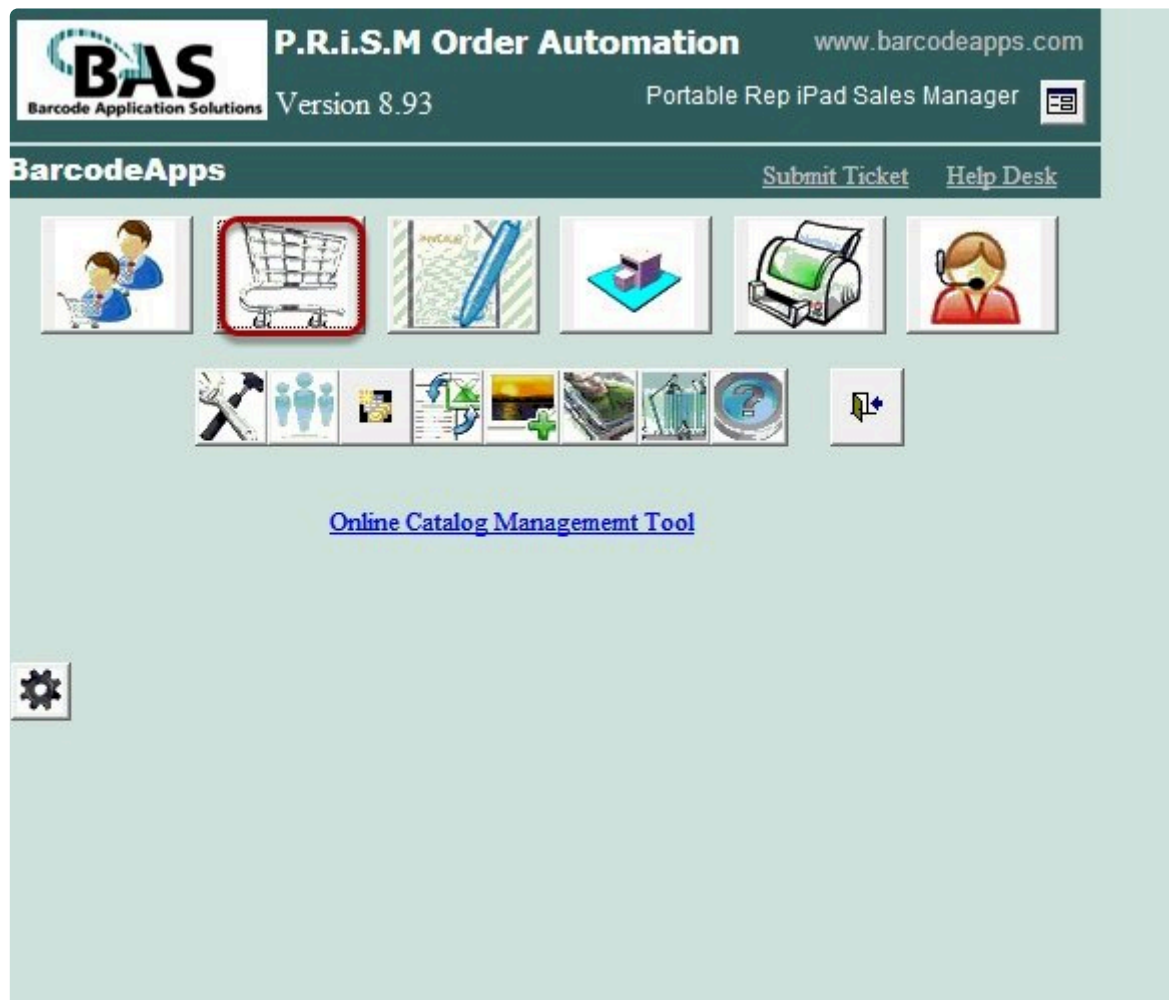 P.R.i.S.M Order Automation
www.barcodeapps.com
BAS
Barcode Application Solutions
Version 8.93
Portable Rep iPad Sales Manager
BarcodeApps
Submit Ticket
Help Desk
INVOICE
Online Catalog Managememt Tool